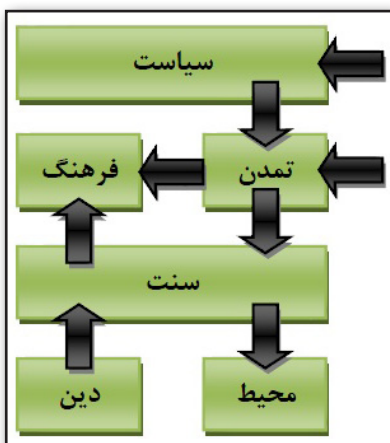 سیاست
تمدن
فرهنگ
سنت
محیط
دین